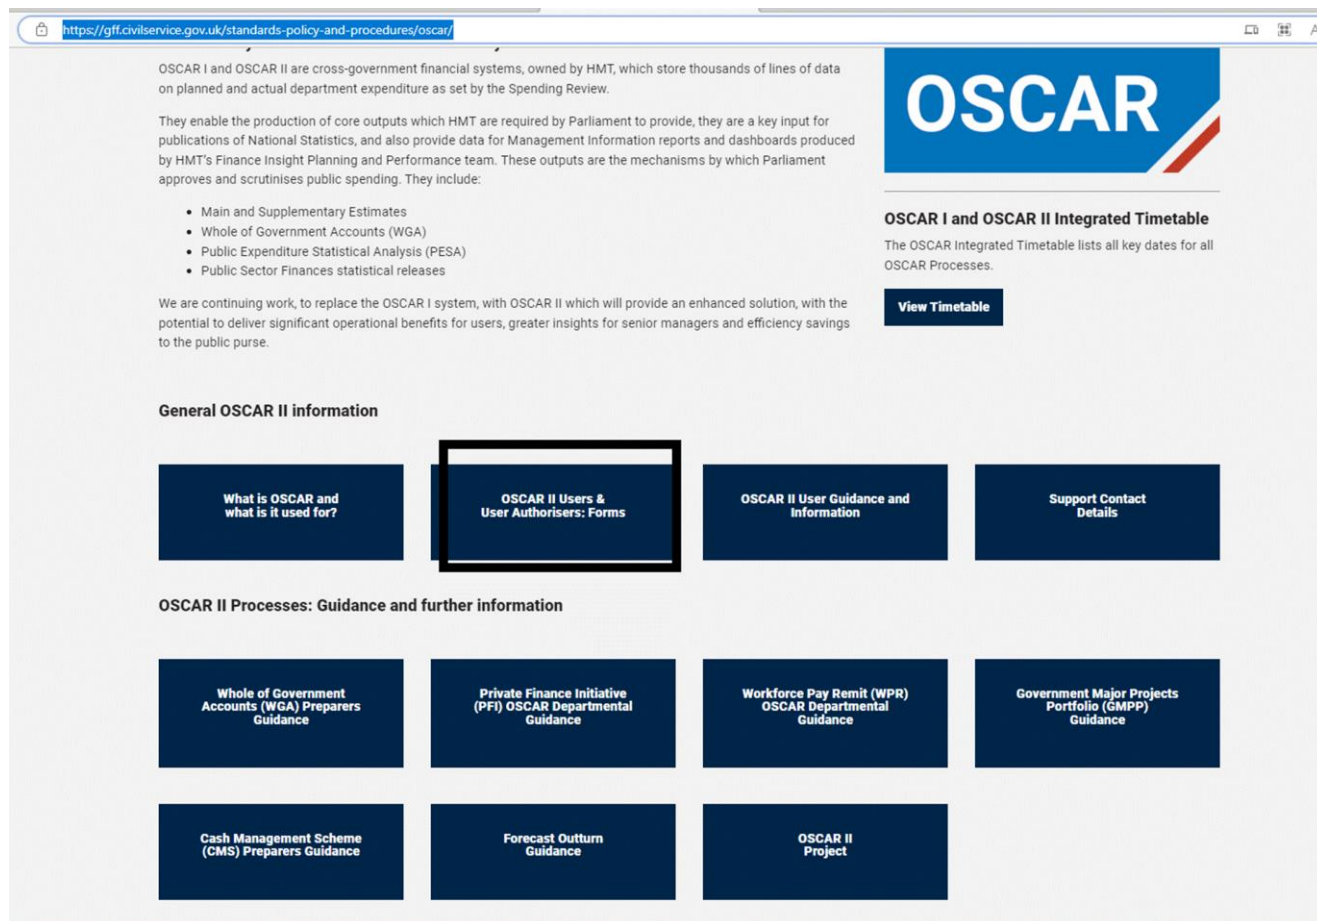 https://gff.civilservice.gov.uk/standards-policy-and-procedures/oscar/
OSCAR I and OSCAR II are cross-government financial systems, owned by HMT, which store thousands of lines of data
on planned and actual department expenditure as set by the Spending Review.
They enable the production of core outputs which HMT are required by Parliament to provide, they are a key input for
publications of National Statistics, and also provide data for Management Information reports and dashboards produced
by HMT's Finance Insight Planning and Performance team. These outputs are the mechanisms by which Parliament
approves and scrutinises public spending. They include:
• Main and Supplementary Estimates
• Whole of Government Accounts (WGA)
• Public Expenditure Statistical Analysis (PESA)
• Public Sector Finances statistical releases
We are continuing work, to replace the OSCAR I system, with OSCAR II which will provide an enhanced solution, with the
potential to deliver significant operational benefits for users, greater insights for senior managers and efficiency savings
to the public purse.
OSCAR
OSCAR I and OSCAR II Integrated Timetable
The OSCAR Integrated Timetable lists all key dates for all
OSCAR Processes.
View Timetable
General OSCAR II information
What is OSCAR and
what is it used for?
OSCAR II Users &
User Authorisers: Forms
OSCAR II User Guidance and
Information
Support Contact
Details
OSCAR II Processes: Guidance and further information
Whole of Government
Accounts (WGA) Preparers
Guidance
Private Finance Initiative
(PFI) OSCAR Departmental
Guidance
Workforce Pay Remit (WPR)
OSCAR Departmental
Guidance
Government Major Projects
Portfolio (GMPP)
Guidance
Cash Management Scheme
(CMS) Preparers Guidance
Forecast Outturn
Guidance
OSCAR II
Project